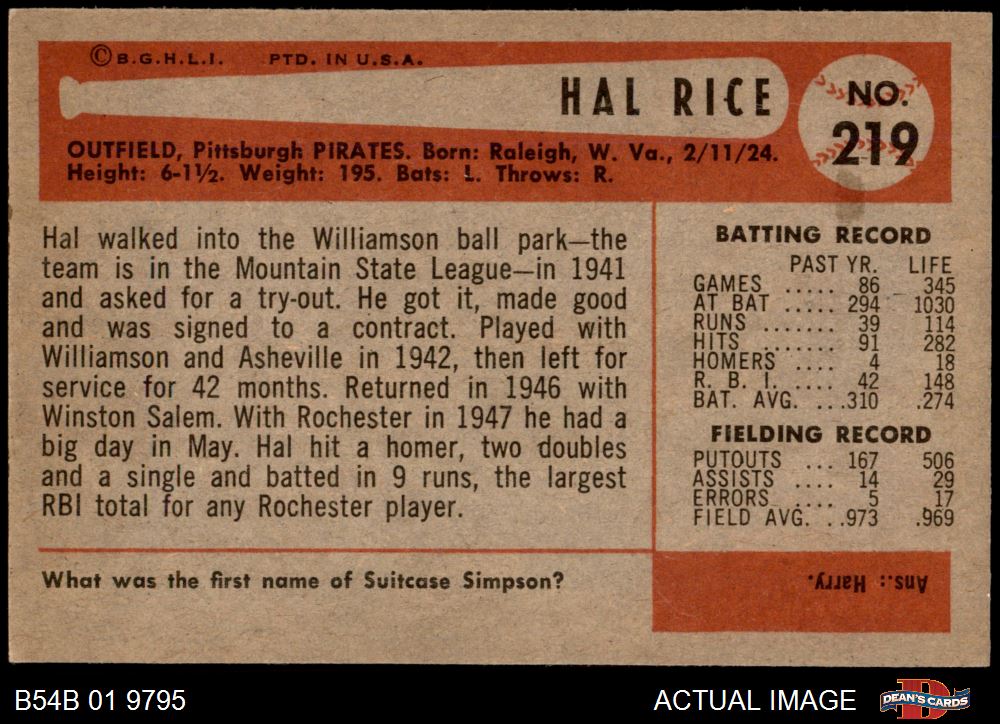 ©B.G.H.L.I. PTD. IN U.S.A.
HAL RICE
NO.
219
OUTFIELD, Pittsburgh PIRATES. Born: Raleigh, W. Va., 2/11/24.
Height: 6-1½. Weight: 195. Bats: L. Throws: R.
Hal walked into the Williamson ball park—the
team is in the Mountain State League—in 1941
and asked for a try-out. He got it, made good
and was signed to a contract. Played with
Williamson and Asheville in 1942, then left for
service for 42 months. Returned in 1946 with
Winston Salem. With Rochester in 1947 he had a
big day in May. Hal hit a homer, two doubles
and a single and batted in 9 runs, the largest
RBI total for any Rochester player.
BATTING RECORD
PAST YR. LIFE
GAMES ..... 86 345
AT BAT ..... 294 1030
RUNS ....... 39 114
HITS ....... 91 282
HOMERS .... 4 18
R. B. I. .... 42 148
BAT. AVG. ...310 .274
FIELDING RECORD
PUTOUTS ... 167 506
ASSISTS .... 14 29
ERRORS .... 5 17
FIELD AVG. ..973 .969
What was the first name of Suitcase Simpson?
Ans.: Harry.
B54B 01 9795
ACTUAL IMAGE
DEAN'S CARDS